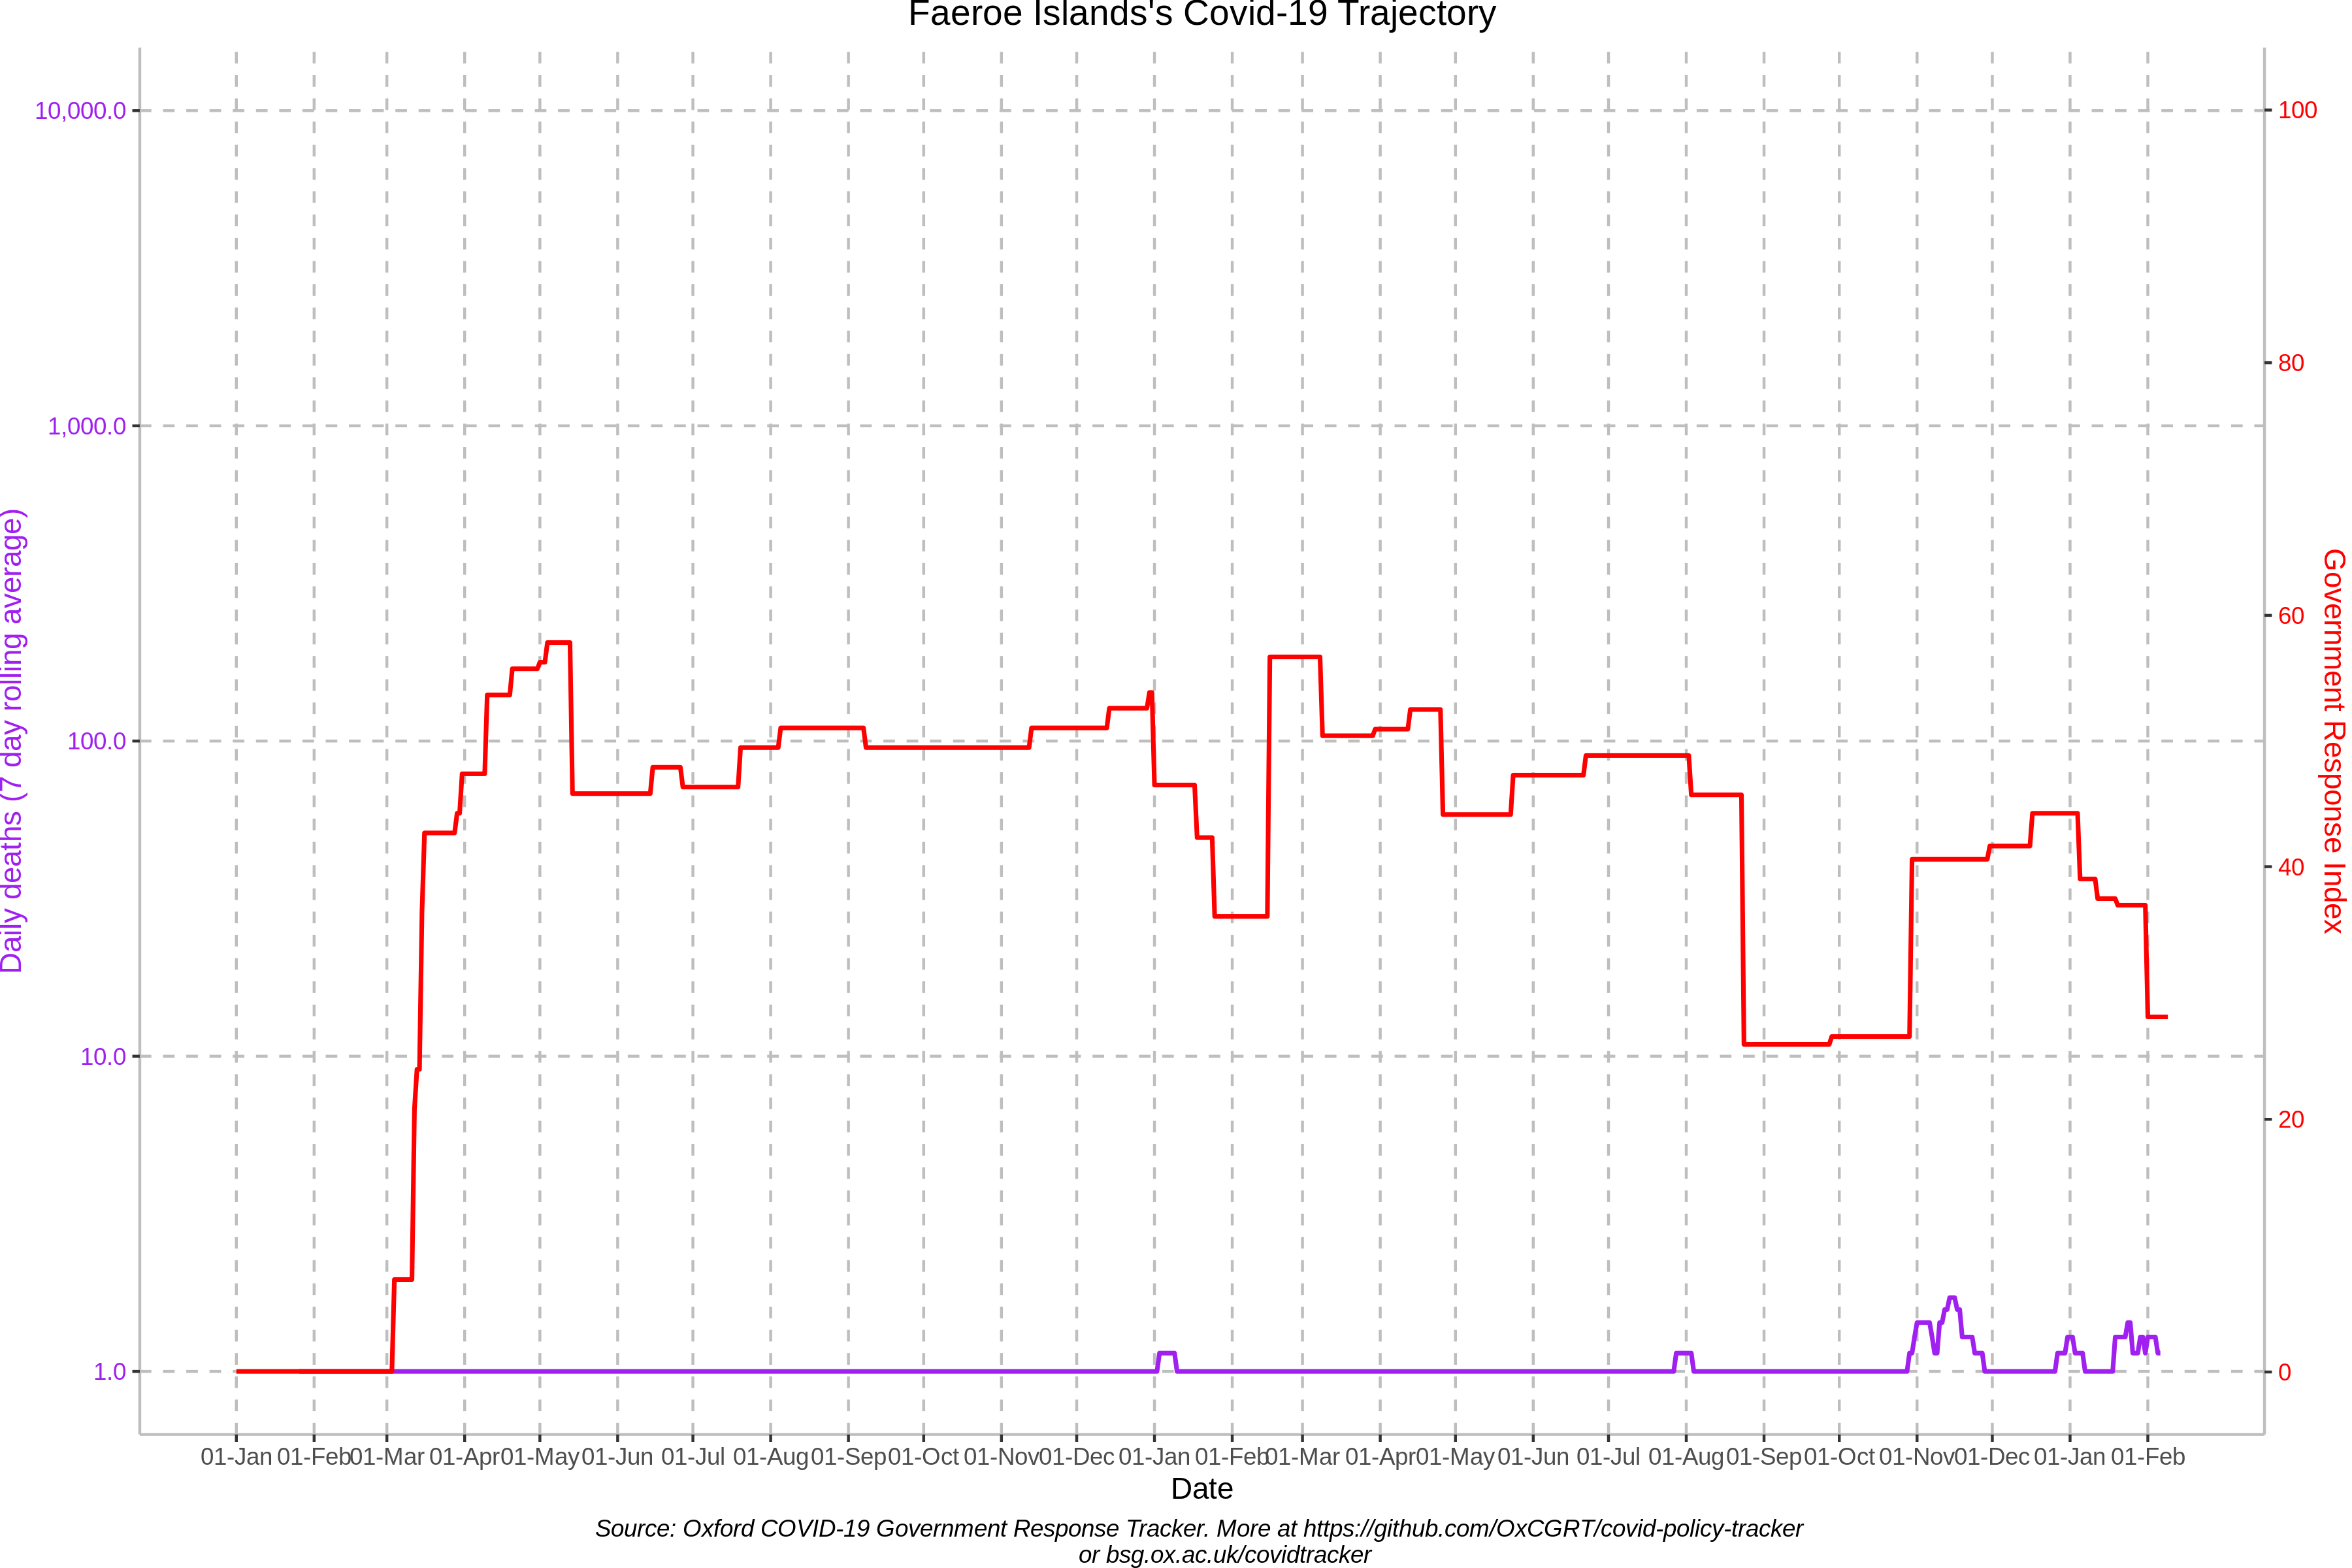 Faeroe Islands's Covid-19 Trajectory
10,000.0
1,000.0
100.0
10.0
1.0
Daily deaths (7 day rolling average)
100
80
60
40
20
0
Government Response Index
01-Jan 01-Feb 01-Mar 01-Apr 01-May 01-Jun 01-Jul 01-Aug 01-Sep 01-Oct 01-Nov 01-Dec 01-Jan 01-Feb 01-Mar 01-Apr 01-May 01-Jun 01-Jul 01-Aug 01-Sep 01-Oct 01-Nov 01-Dec 01-Jan 01-Feb
Date
Source: Oxford COVID-19 Government Response Tracker. More at https://github.com/OxCGRT/covid-policy-tracker
or bsg.ox.ac.uk/covidtracker